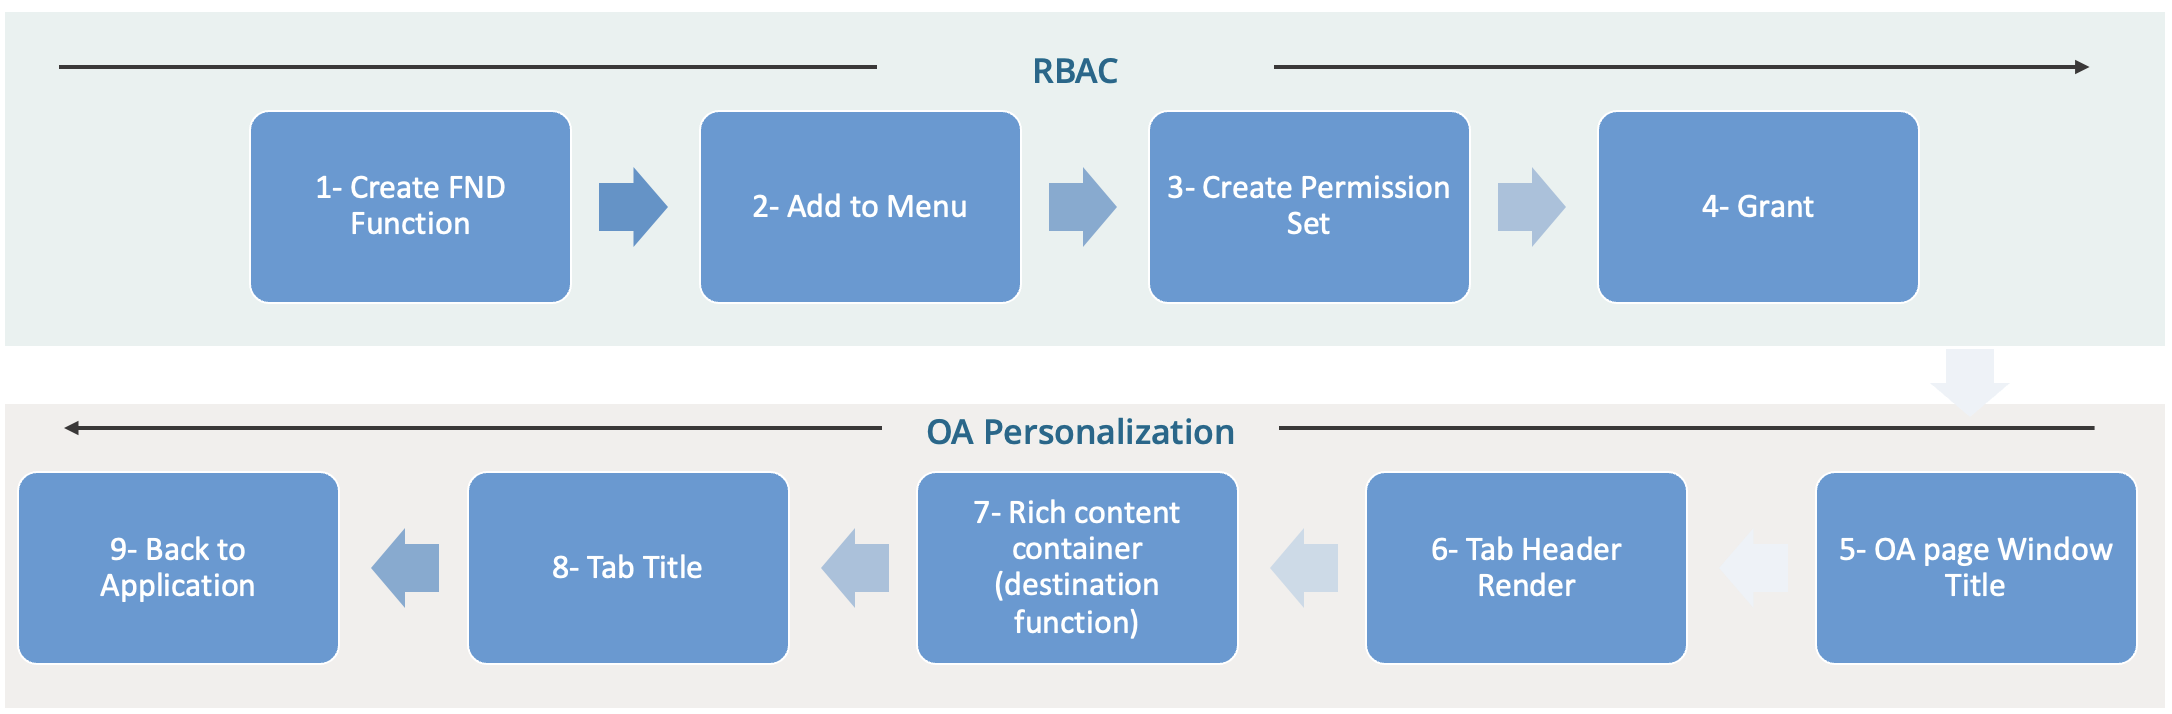 RBAC
1- Create FND
Function
2- Add to Menu
3- Create Permission
Set
4- Grant
OA Personalization
5- OA page Window
Title
6- Tab Header
Render
7- Rich content
container
(destination
function)
8- Tab Title
9- Back to
Application